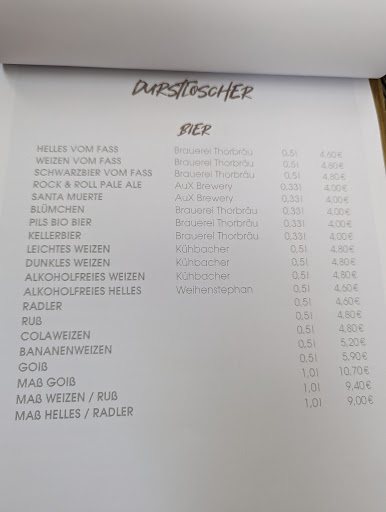 DURSTLÖSCHER
BIER
HELLES VOM FASS Brauerei Thorbräu 0,5l 4,60€
WEIZEN VOM FASS Brauerei Thorbräu 0,5l 4,80€
SCHWARZBIER VOM FASS Brauerei Thorbräu 0,5l 4,80€
ROCK & ROLL PALE ALE AuX Brewery 0,33l 4,00€
SANTA MUERTE AuX Brewery 0,33l 4,00€
BLÜMCHEN Brauerei Thorbräu 0,33l 4,00€
PILS BIO BIER Brauerei Thorbräu 0,33l 4,00€
KELLERBIER Brauerei Thorbräu 0,33l 4,00€
LEICHTES WEIZEN Kühbacher 0,5l 4,80€
DUNKLES WEIZEN Kühbacher 0,5l 4,80€
ALKOHOLFREIES WEIZEN Kühbacher 0,5l 4,80€
ALKOHOLFREIES HELLES Weihenstephan 0,5l 4,60€
RADLER 0,5l 4,60€
RUß 0,5l 4,80€
COLAWEIZEN 0,5l 4,80€
BANANENWEIZEN 0,5l 5,20€
GOIß 0,5l 5,90€
MAß GOIß 1,0l 10,70€
MAß WEIZEN / RUß 1,0l 9,40€
MAß HELLES / RADLER 1,0l 9,00€